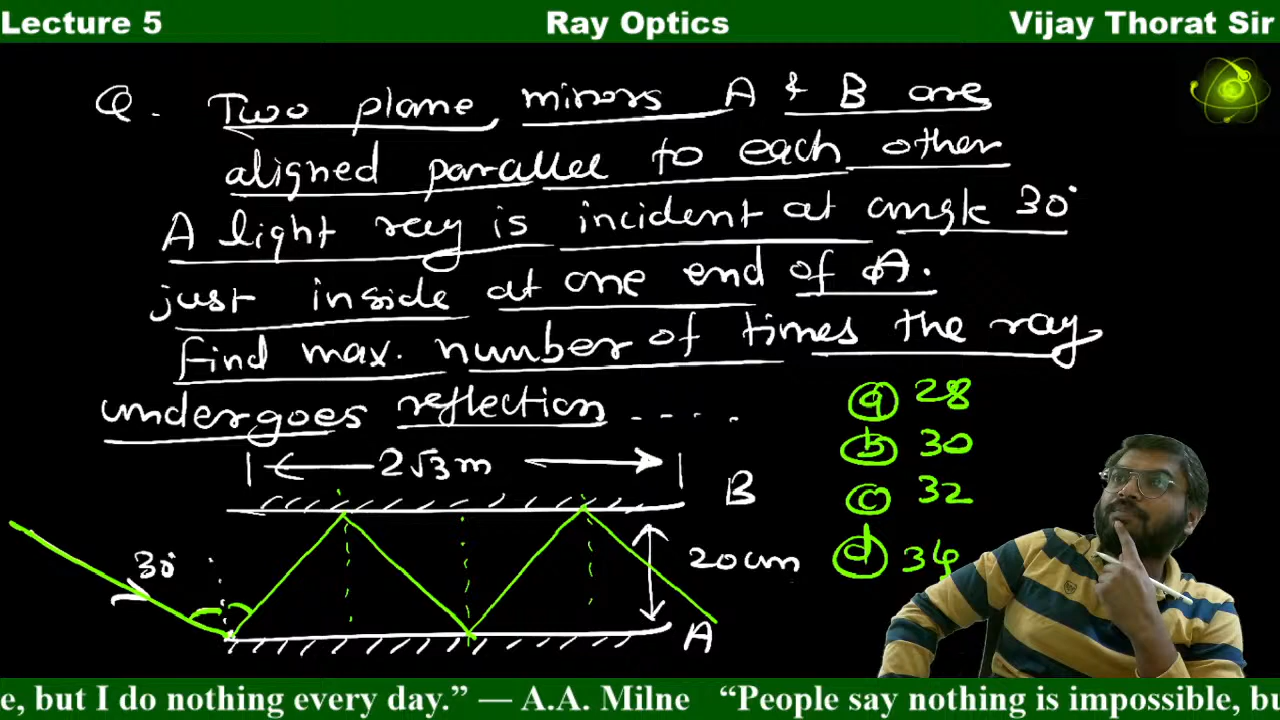 Lecture 5 Ray Optics Vijay Thorat Sir
Q. Two plane mirrors A & B are
aligned parallel to each other
A light ray is incident at angle 30°
just inside at one end of A.
find max. number of times the ray
undergoes reflection ....
2√3m
B
30°
20cm
A
(a) 28
(b) 30
(c) 32
(d) 34
e, but I do nothing every day.” — A.A. Milne “People say nothing is impossible, bu